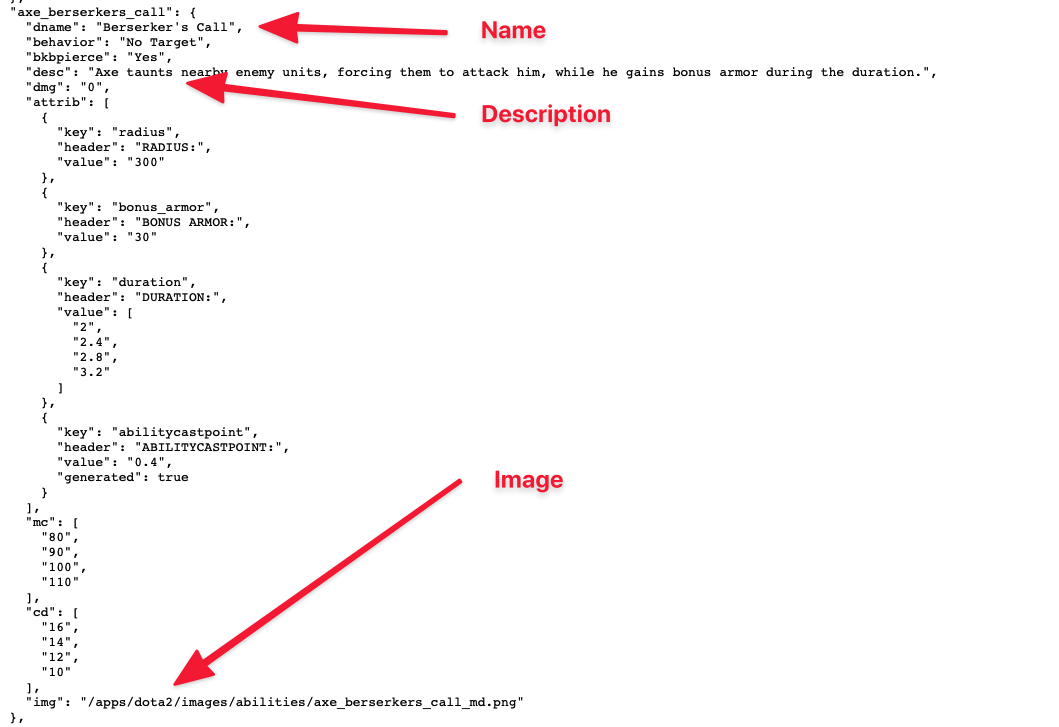 "axe_berserkers_call": {
"dname": "Berserker's Call",
Name
"behavior": "No Target",
"bkbpierce": "Yes",
"desc": "Axe taunts nearby enemy units, forcing them to attack him, while he gains bonus armor during the duration.",
"dmg": "0",
Description
"attrib": [
{
"key": "radius",
"header": "RADIUS:",
"value": "300"
},
{
"key": "bonus_armor",
"header": "BONUS ARMOR:",
"value": "30"
},
{
"key": "duration",
"header": "DURATION:",
"value": [
"2",
"2.4",
"2.8",
"3.2"
]
},
{
"key": "abilitycastpoint",
"header": "ABILITYCASTPOINT:",
"value": "0.4",
"generated": true
Image
}
],
"mc": [
"80",
"90",
"100",
"110"
],
"cd": [
"16",
"14",
"12",
"10"
],
"img": "/apps/dota2/images/abilities/axe_berserkers_call_md.png"
},